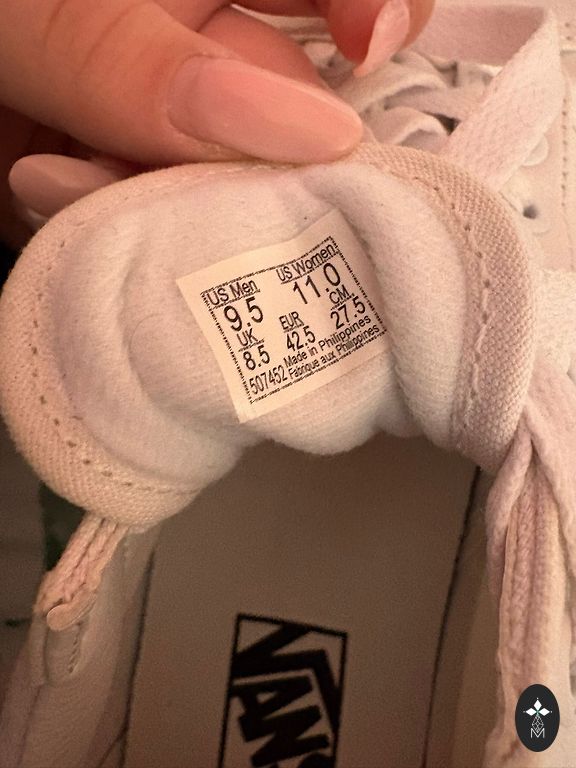 US Men US Women
9.5 11.0
UK EUR CM
8.5 42.5 27.5
507452 Made in Philippines
Fabriqué aux Philippines
VANS
M